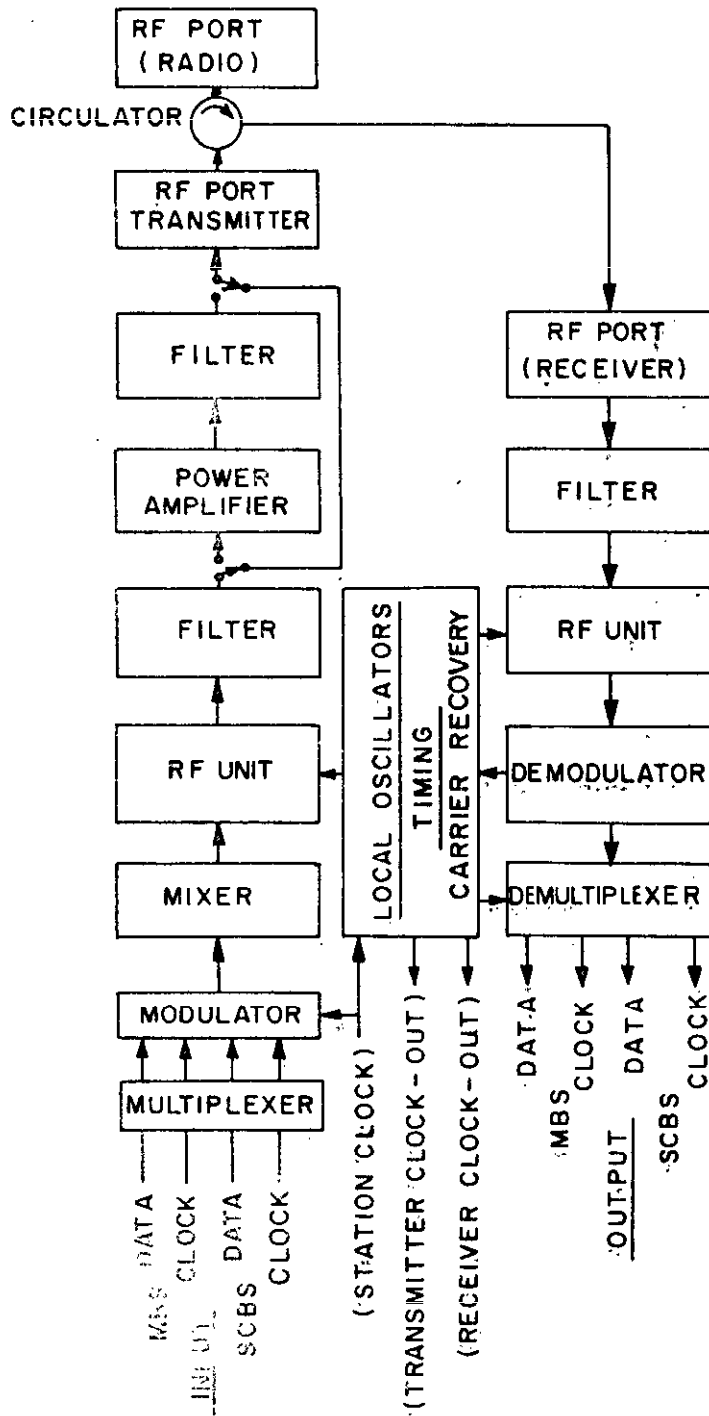 RF PORT
(RADIO)
CIRCULATOR
RF PORT
TRANSMITTER
FILTER
POWER
AMPLIFIER
FILTER
RF UNIT
MIXER
MODULATOR
MULTIPLEXER
MBS
DATA
CLOCK
INPUT
SCBS
DATA
CLOCK
LOCAL OSCILLATORS
TIMING
CARRIER RECOVERY
(STATION CLOCK)
(TRANSMITTER CLOCK-OUT)
(RECEIVER CLOCK-OUT)
RF PORT
(RECEIVER)
FILTER
RF UNIT
DEMODULATOR
DEMULTIPLEXER
DATA
MBS
CLOCK
DATA
OUTPUT
SCBS
CLOCK